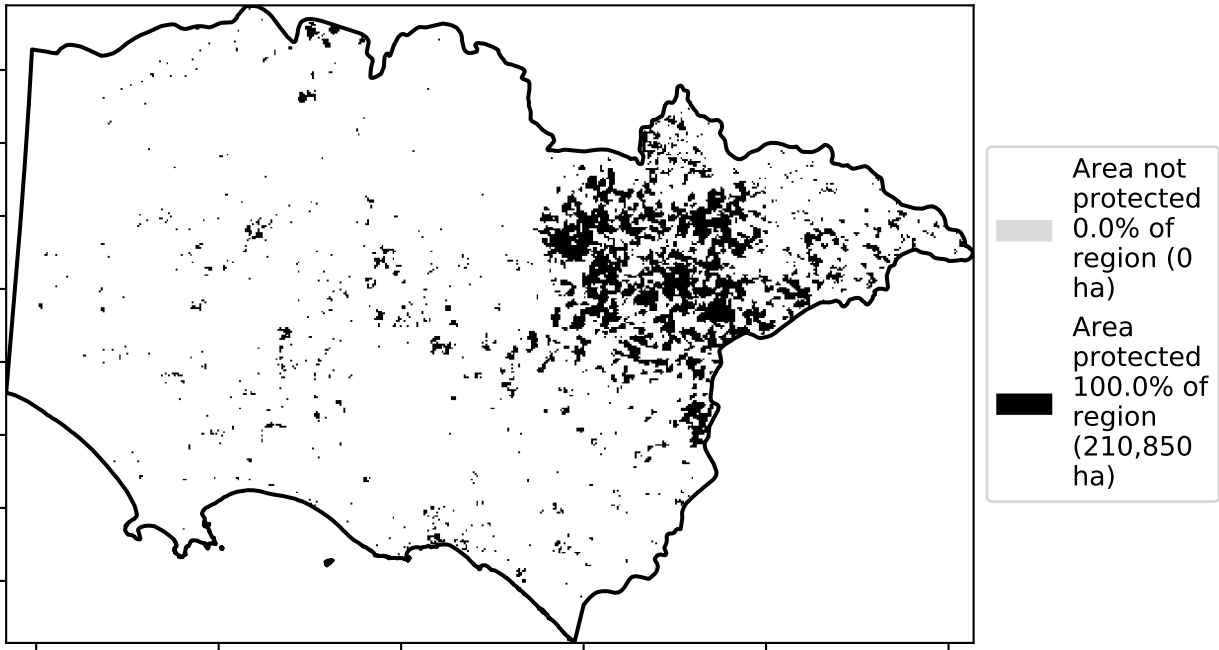 Area not
protected
0.0% of
region (0
ha)
Area
protected
100.0% of
region
(210,850
ha)